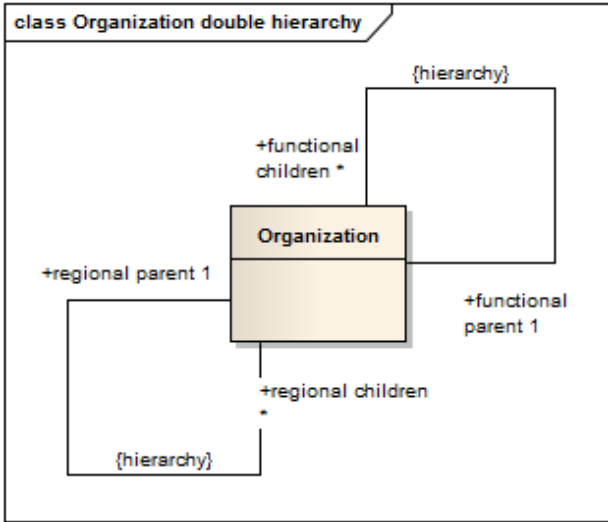 class Organization double hierarchy
{hierarchy}
+functional
children *
Organization
+regional parent 1
+functional
parent 1
+regional children
*
{hierarchy}